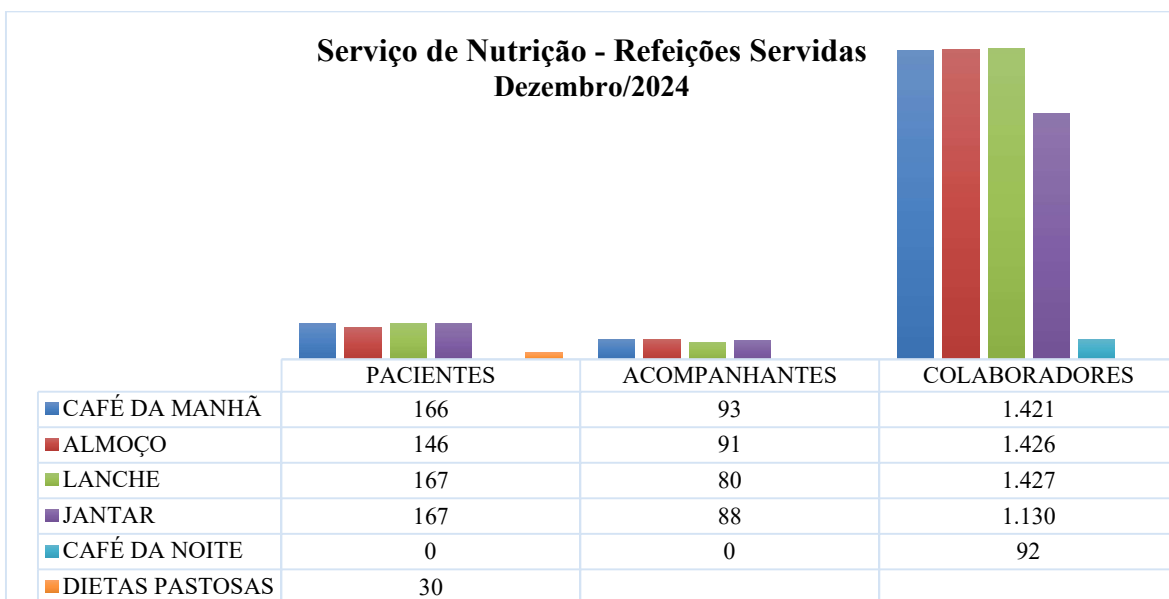 Serviço de Nutrição - Refeições Servidas
Dezembro/2024
PACIENTES ACOMPANHANTES COLABORADORES
CAFÉ DA MANHÃ 166 93 1.421
ALMOÇO 146 91 1.426
LANCHE 167 80 1.427
JANTAR 167 88 1.130
CAFÉ DA NOITE 0 0 92
DIETAS PASTOSAS 30